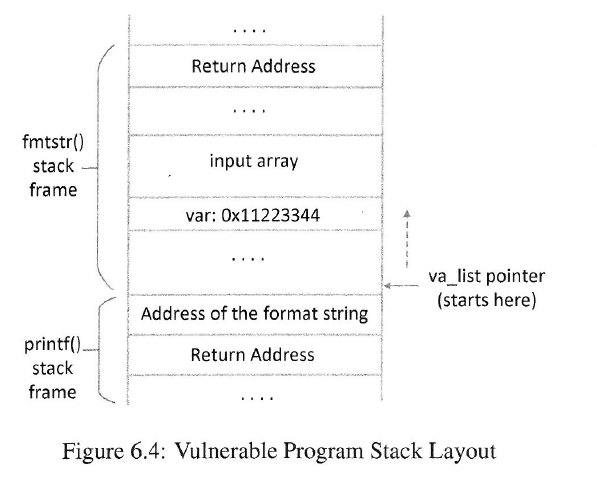 ....
Return Address
....
fmtstr()
stack
frame
input array
var: 0x11223344
....
va_list pointer
(starts here)
Address of the format string
printf()
stack
frame
Return Address
....
Figure 6.4: Vulnerable Program Stack Layout